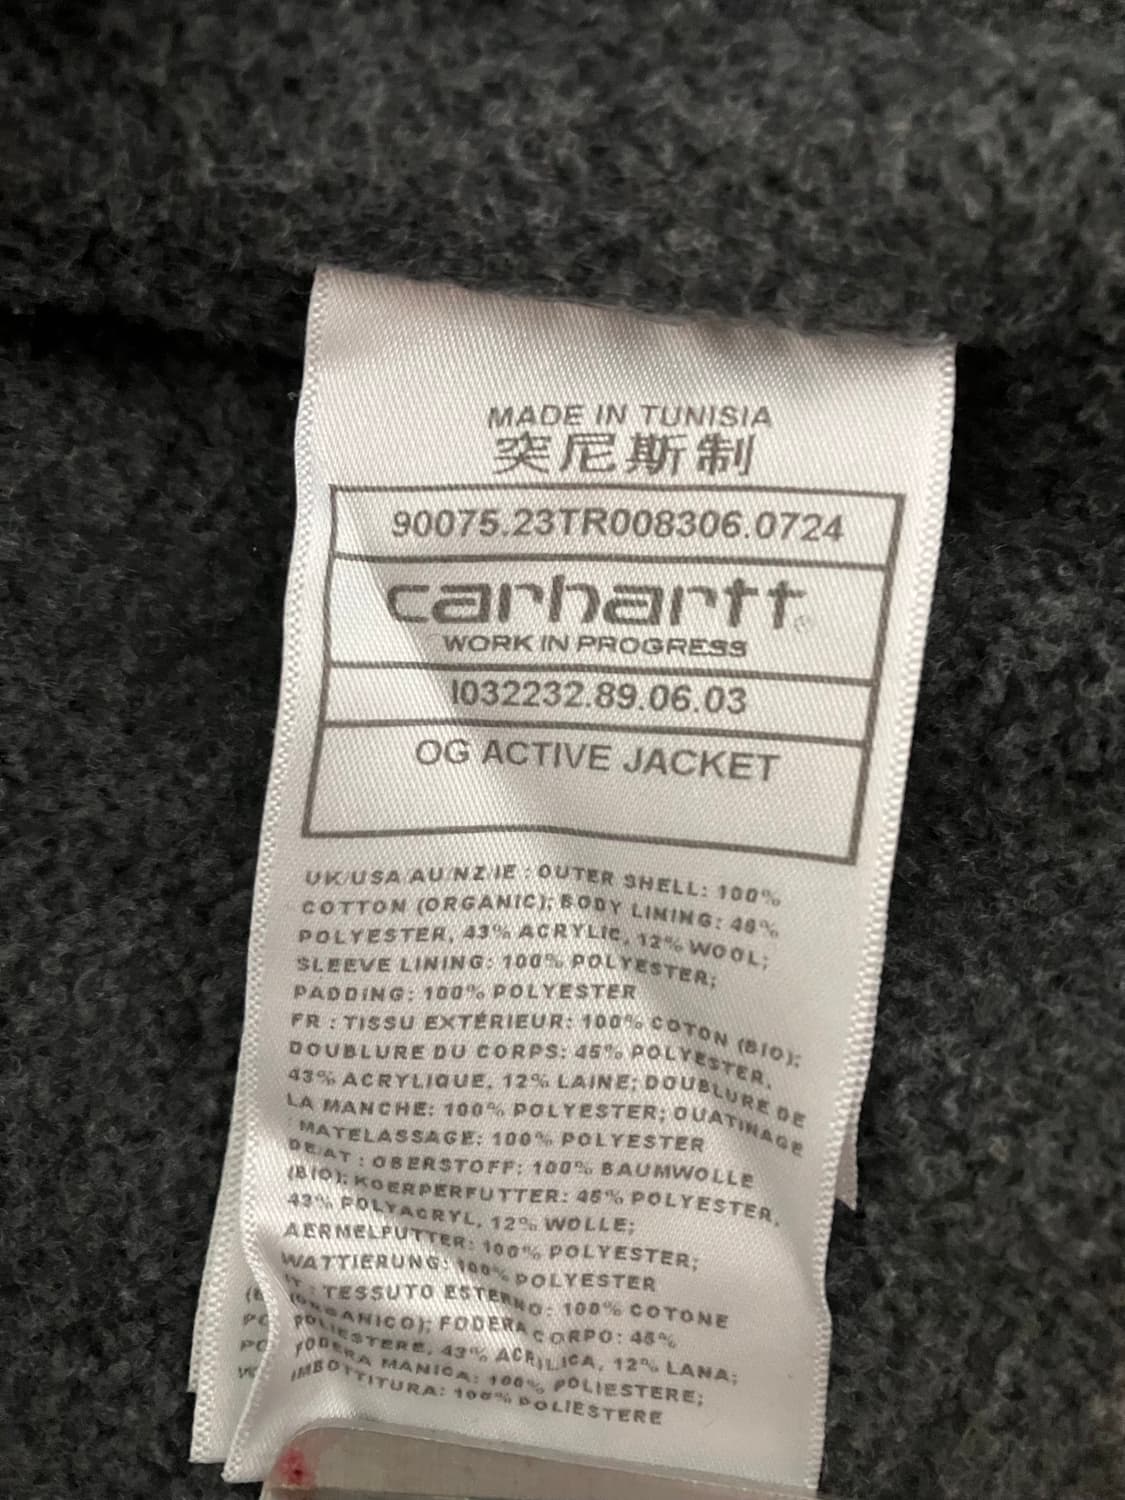 MADE IN TUNISIA
突尼斯制
90075.23TR008306.0724
carhartt®
WORK IN PROGRESS
I032232.89.06.03
OG ACTIVE JACKET
UK/USA/AU/NZ/IE : OUTER SHELL: 100%
COTTON (ORGANIC); BODY LINING: 45%
POLYESTER, 43% ACRYLIC, 12% WOOL;
SLEEVE LINING: 100% POLYESTER;
PADDING: 100% POLYESTER
FR : TISSU EXTÉRIEUR: 100% COTON (BIO);
DOUBLURE DU CORPS: 45% POLYESTER,
43% ACRYLIQUE, 12% LAINE; DOUBLURE DE
LA MANCHE: 100% POLYESTER; OUATINAGE
/MATELASSAGE: 100% POLYESTER
DE/AT : OBERSTOFF: 100% BAUMWOLLE
(BIO); KOERPERFUTTER: 45% POLYESTER,
43% POLYACRYL, 12% WOLLE;
AERMELFUTTER: 100% POLYESTER;
WATTIERUNG: 100% POLYESTER
IT : TESSUTO ESTERNO: 100% COTONE
(ORGANICO); FODERA CORPO: 45%
POLIESTERE, 43% ACRILICA, 12% LANA;
FODERA MANICA: 100% POLIESTERE;
IMBOTTITURA: 100% POLIESTERE